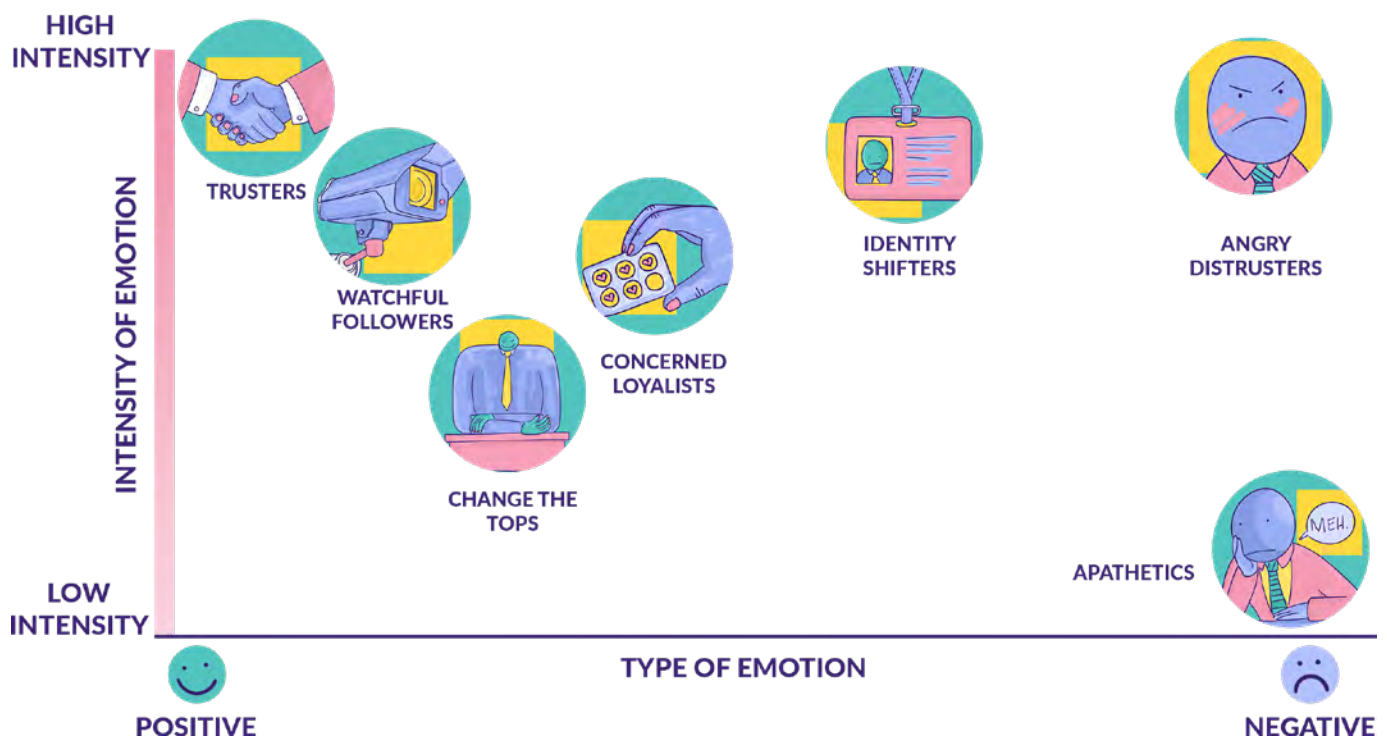 HIGH
INTENSITY
INTENSITY OF EMOTION
LOW
INTENSITY
TRUSTERS
WATCHFUL
FOLLOWERS
CHANGE THE
TOPS
CONCERNED
LOYALISTS
IDENTITY
SHIFTERS
ANGRY
DISTRUSTERS
APATHETICS
MEH.
TYPE OF EMOTION
POSITIVE
NEGATIVE